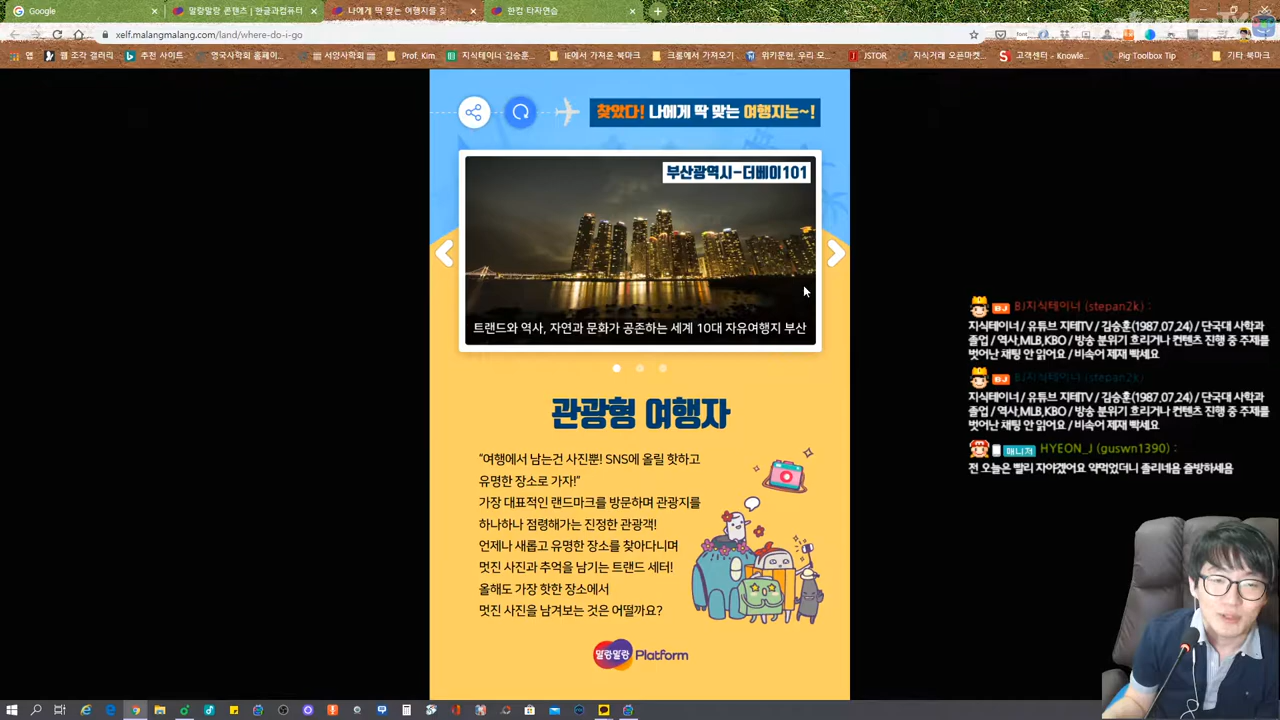 Google
말랑말랑 콘텐츠 | 한글과컴퓨터
나에게 딱 맞는 여행지를 찾
한컴 타자연습
xelf.malangmalang.com/land/where-do-i-go
앱
웹 조각 갤러리
추천 사이트
영국사학회 홈페이...
서양사학회
Prof. Kim
지식테이너 김승훈...
IE에서 가져온 북마크
크롬에서 가져오기
위키문헌, 우리 모...
JSTOR
지식거래 오픈마켓...
고객센터 - Knowle...
Pig Toolbox Tip
기타 북마크
찾았다! 나에게 딱 맞는 여행지는~!
부산광역시-더베이101
트랜드와 역사, 자연과 문화가 공존하는 세계 10대 자유여행지 부산
관광형 여행자
“여행에서 남는건 사진뿐! SNS에 올릴 핫하고
유명한 장소로 가자!”
가장 대표적인 랜드마크를 방문하며 관광지를
하나하나 점령해가는 진정한 관광객!
언제나 새롭고 유명한 장소를 찾아다니며
멋진 사진과 추억을 남기는 트랜드 세터!
올해도 가장 핫한 장소에서
멋진 사진을 남겨보는 것은 어떨까요?
말랑말랑 Platform
BJ BJ지식테이너 (stepan2k) :
지식테이너 / 유튜브 지테TV / 김승훈(1987.07.24) / 단국대 사학과
졸업 / 역사,MLB,KBO / 방송 분위기 흐리거나 컨텐츠 진행 중 주제를
벗어난 채팅 안 읽어요 / 비속어 제재 빡세요
BJ BJ지식테이너 (stepan2k)
지식테이너 / 유튜브 지테TV / 김승훈(1987.07.24) / 단국대 사학과
졸업 / 역사,MLB,KBO / 방송 분위기 흐리거나 컨텐츠 진행 중 주제를
벗어난 채팅 안 읽어요 / 비속어 제재 빡세요
매니저 HYEON_J (guswn1390) :
전 오늘은 빨리 자야겠어요 약먹었더니 졸리네욤 즐방하세욤